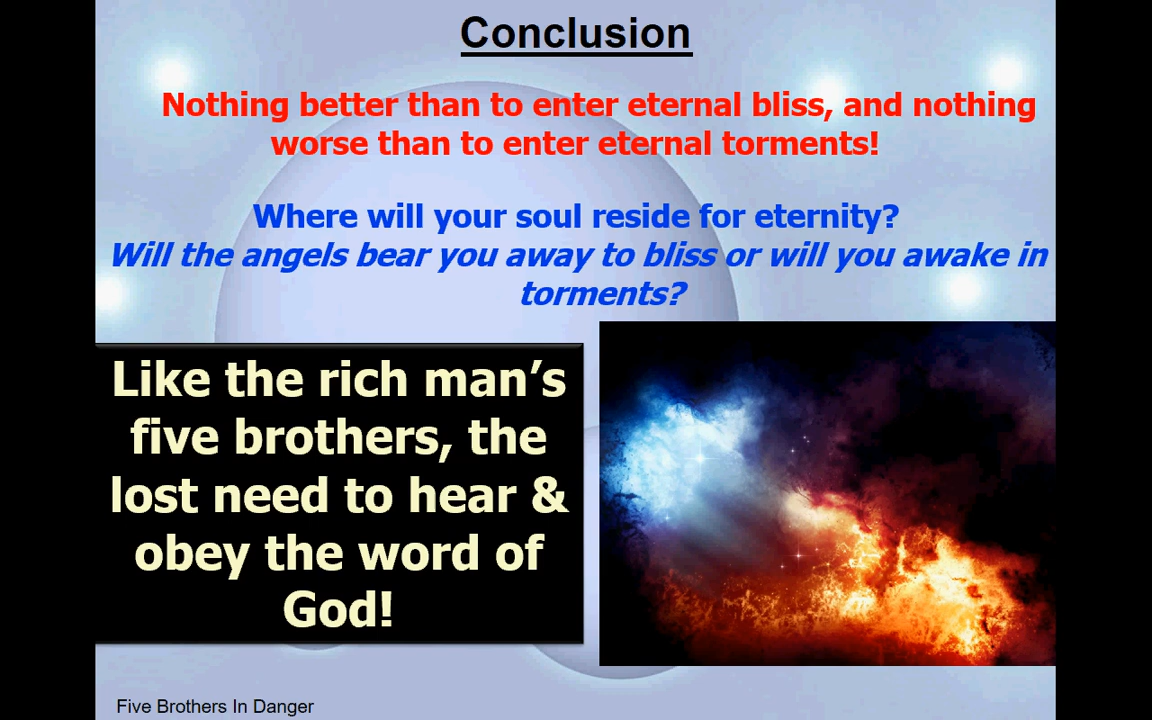 Conclusion
Nothing better than to enter eternal bliss, and nothing
worse than to enter eternal torments!
Where will your soul reside for eternity?
Will the angels bear you away to bliss or will you awake in
torments?
Like the rich man’s
five brothers, the
lost need to hear &
obey the word of
God!
Five Brothers In Danger